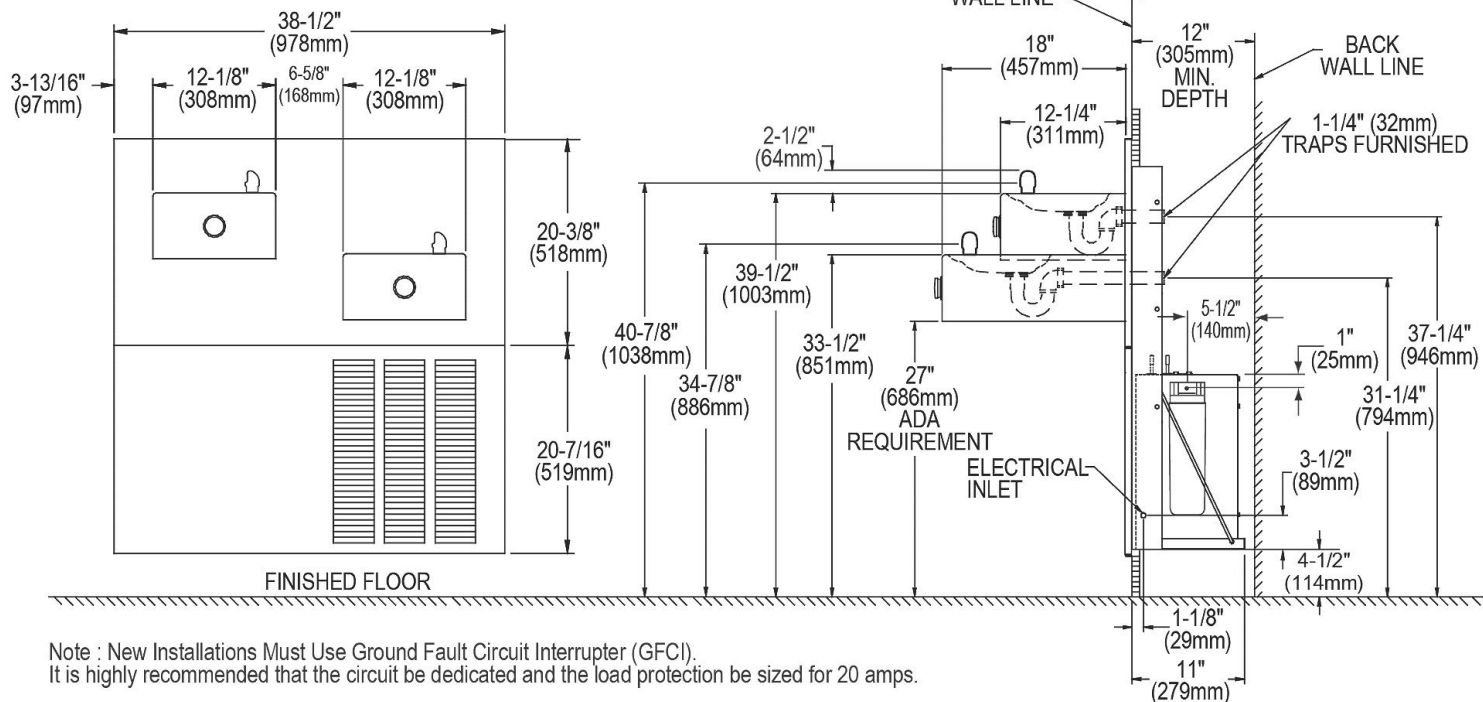 38-1/2"
(978mm)
3-13/16"
(97mm)
12-1/8"
(308mm)
6-5/8"
(168mm)
12-1/8"
(308mm)
20-3/8"
(518mm)
20-7/16"
(519mm)
FINISHED FLOOR
WALL LINE
18"
(457mm)
12"
(305mm)
MIN.
DEPTH
BACK
WALL LINE
12-1/4"
(311mm)
2-1/2"
(64mm)
1-1/4" (32mm)
TRAPS FURNISHED
39-1/2"
(1003mm)
40-7/8"
(1038mm)
33-1/2"
(851mm)
34-7/8"
(886mm)
27"
(686mm)
ADA
REQUIREMENT
5-1/2"
(140mm)
1"
(25mm)
37-1/4"
(946mm)
31-1/4"
(794mm)
ELECTRICAL
INLET
3-1/2"
(89mm)
4-1/2"
(114mm)
1-1/8"
(29mm)
11"
(279mm)
Note : New Installations Must Use Ground Fault Circuit Interrupter (GFCI).
It is highly recommended that the circuit be dedicated and the load protection be sized for 20 amps.